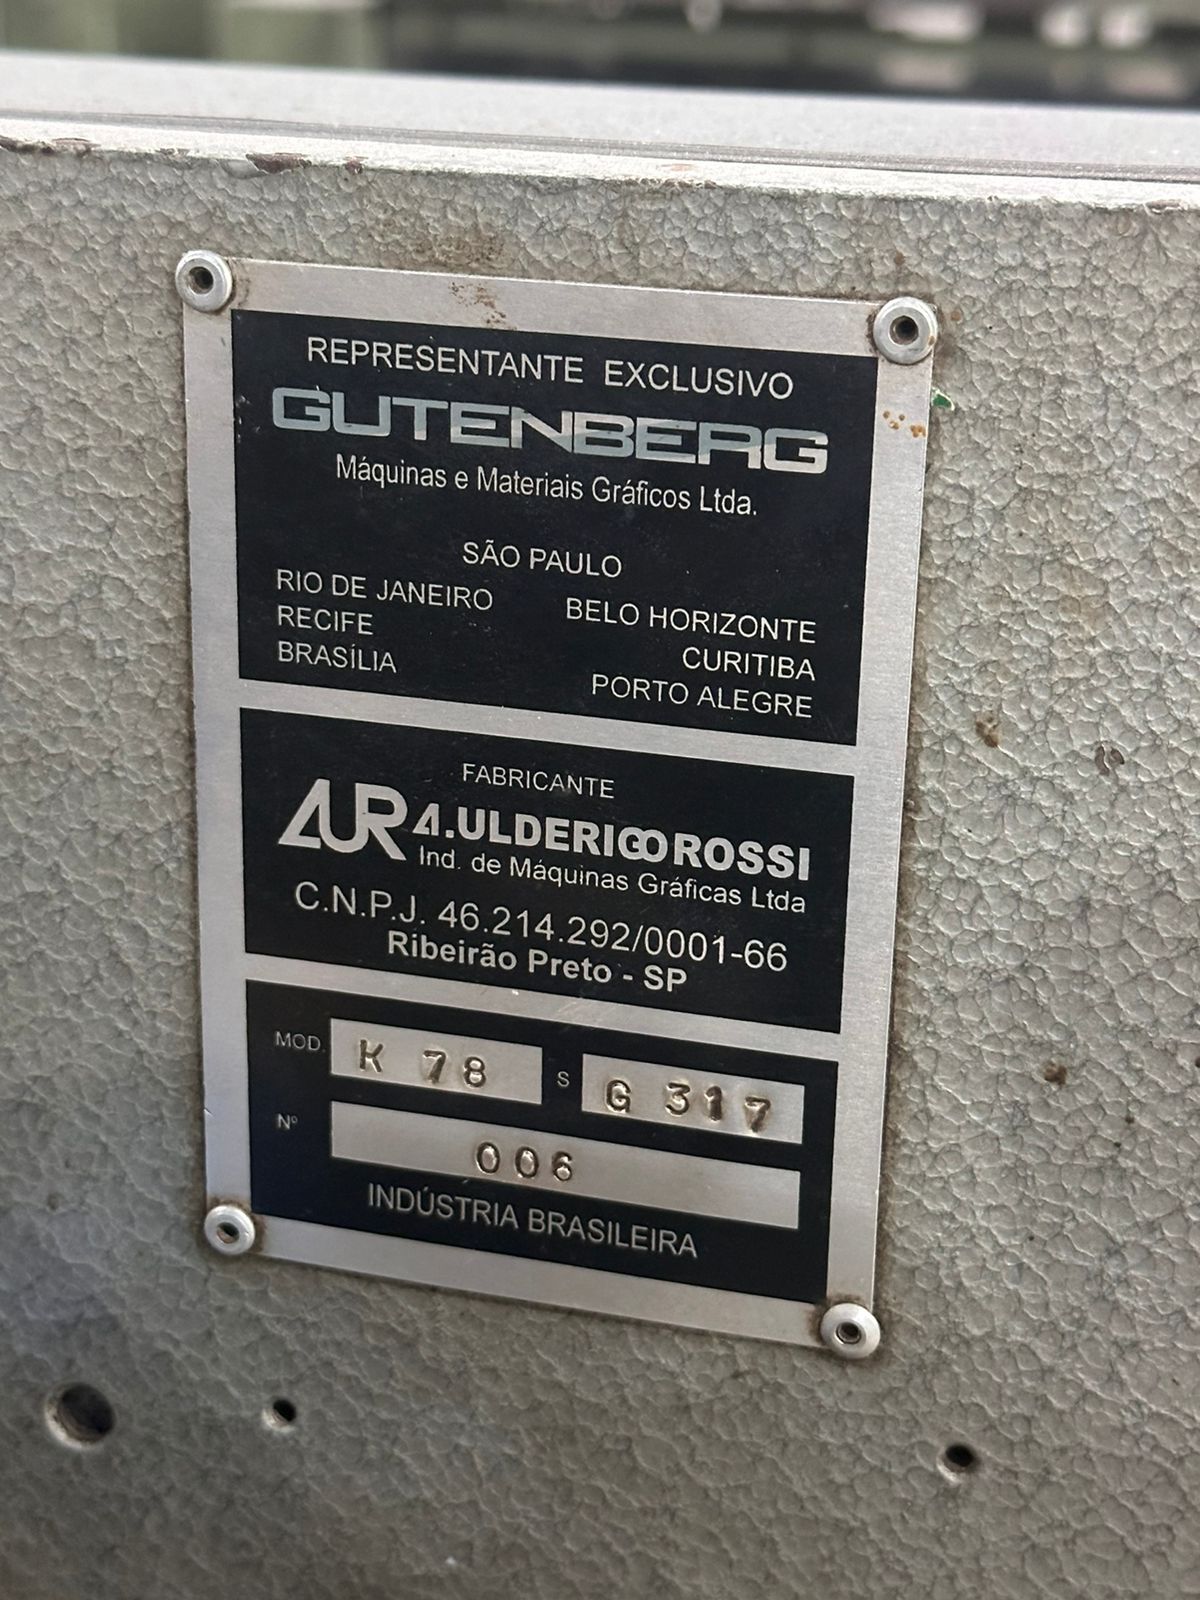 REPRESENTANTE EXCLUSIVO
GUTENBERG
Máquinas e Materiais Gráficos Ltda.
SÃO PAULO
RIO DE JANEIRO BELO HORIZONTE
RECIFE CURITIBA
BRASÍLIA PORTO ALEGRE
FABRICANTE
AUR A.ULDERICO ROSSI
Ind. de Máquinas Gráficas Ltda
C.N.P.J. 46.214.292/0001-66
Ribeirão Preto - SP
MOD. K 78 S G 317
Nº 006
INDÚSTRIA BRASILEIRA